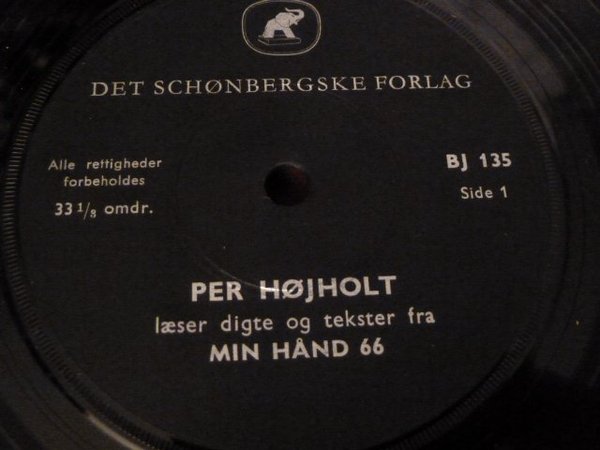 DET SCHØNBERGSKE FORLAG
Alle rettigheder
forbeholdes
33 1/3 omdr.
BJ 135
Side 1
PER HØJHOLT
læser digte og tekster fra
MIN HÅND 66